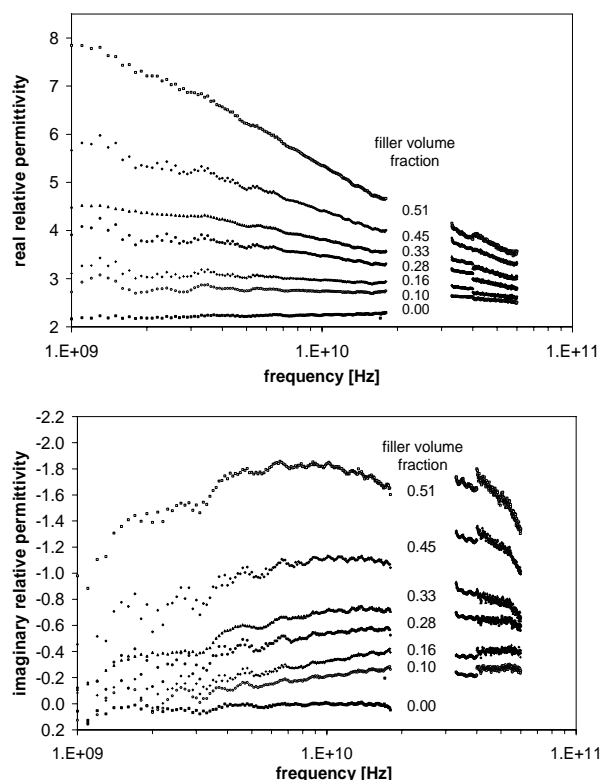 real relative permittivity
8
7
6
5
4
3
2
filler volume
fraction
0.51
0.45
0.33
0.28
0.16
0.10
0.00
1.E+09
1.E+10
1.E+11
frequency [Hz]
imaginary relative permittivity
-2.2
-2.0
-1.8
-1.6
-1.4
-1.2
-1.0
-0.8
-0.6
-0.4
-0.2
0.0
0.2
filler volume
fraction
0.51
0.45
0.33
0.28
0.16
0.10
0.00
1.E+09
1.E+10
1.E+11
frequency [Hz]